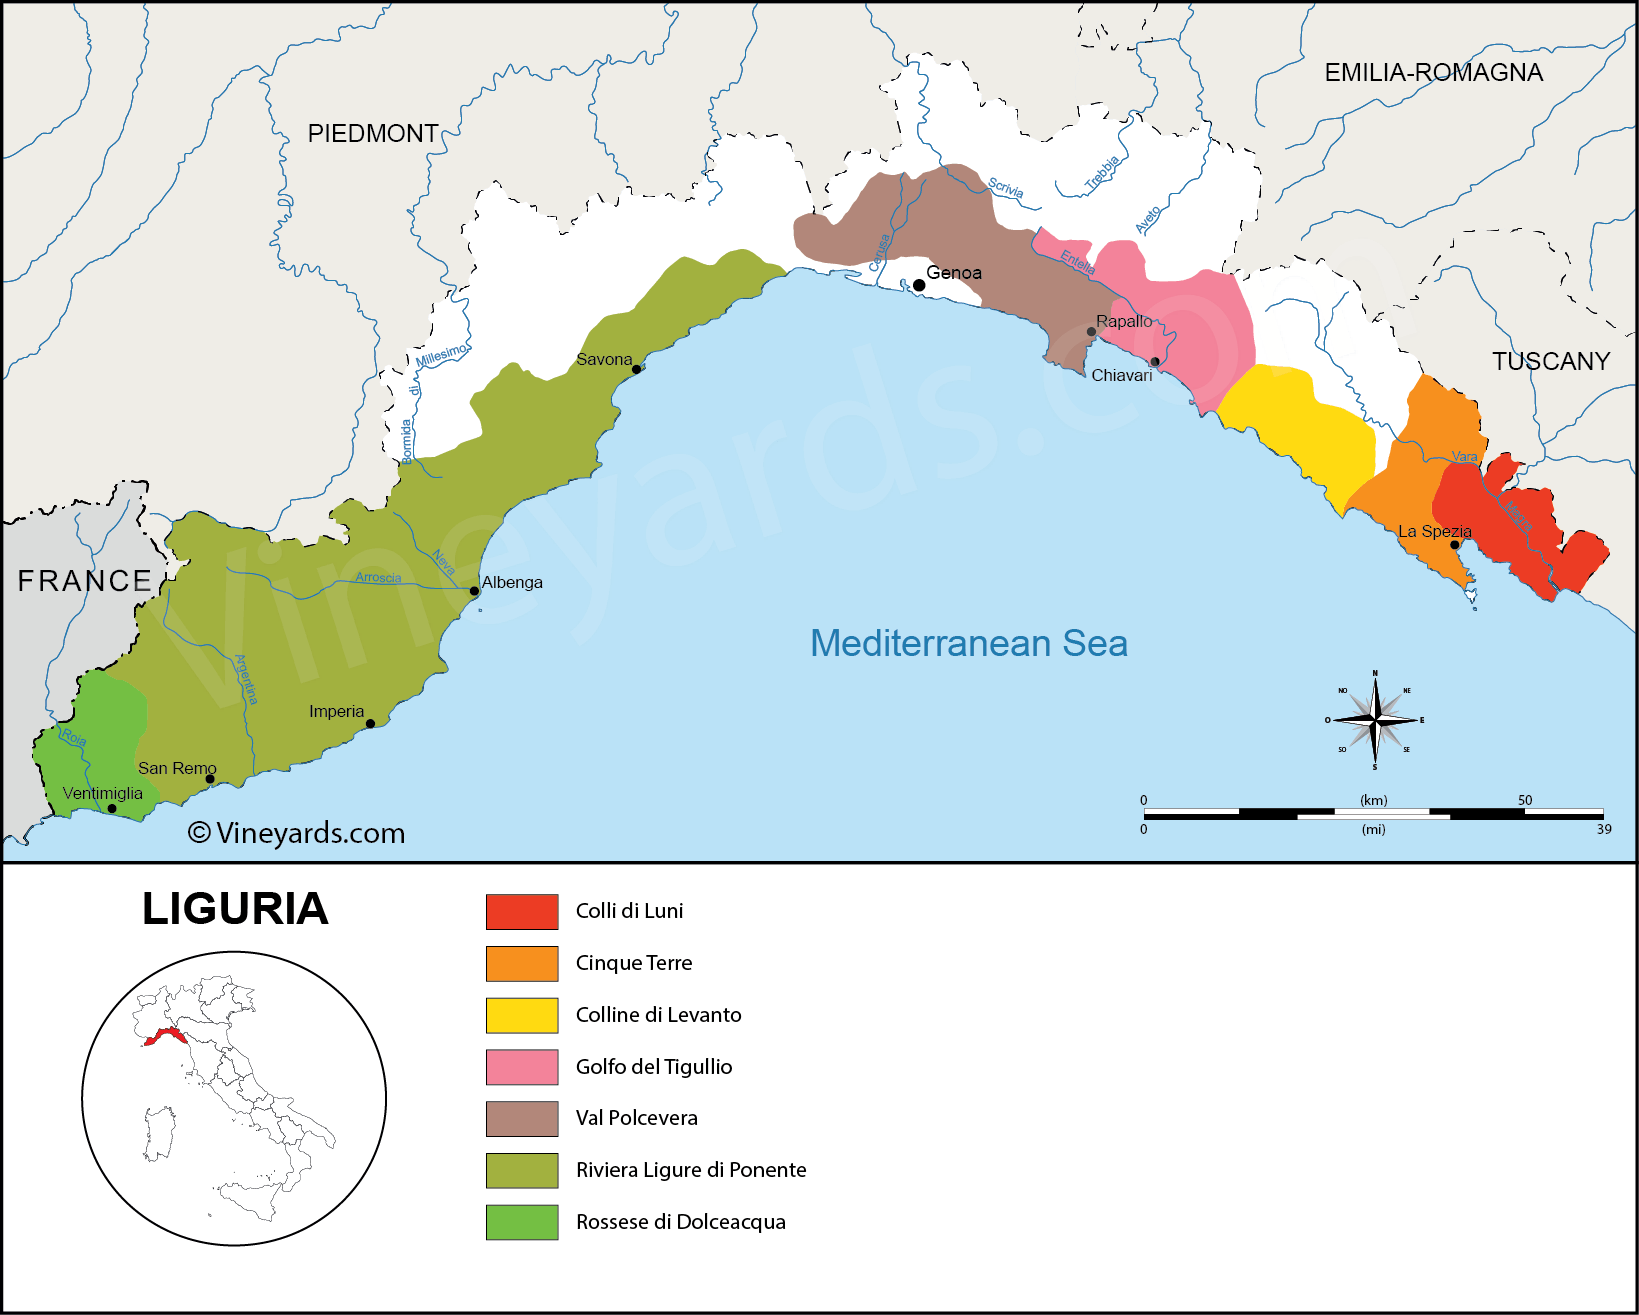 EMILIA-ROMAGNA
PIEDMONT
Trebbia
Scrivia
Aveto
Cerusa
Entella
Genoa
Rapallo
Chiavari
Millesimo
di
Bormida
Savona
TUSCANY
Vineyards.com
Vara
Magra
La Spezia
FRANCE
Neva
Arroscia
Albenga
Argentina
Mediterranean Sea
Imperia
Roia
San Remo
Ventimiglia
N
NO
NE
O
E
SO
SE
S
0 (km) 50
0 (mi) 39
© Vineyards.com
LIGURIA
Colli di Luni
Cinque Terre
Colline di Levanto
Golfo del Tigullio
Val Polcevera
Riviera Ligure di Ponente
Rossese di Dolceacqua